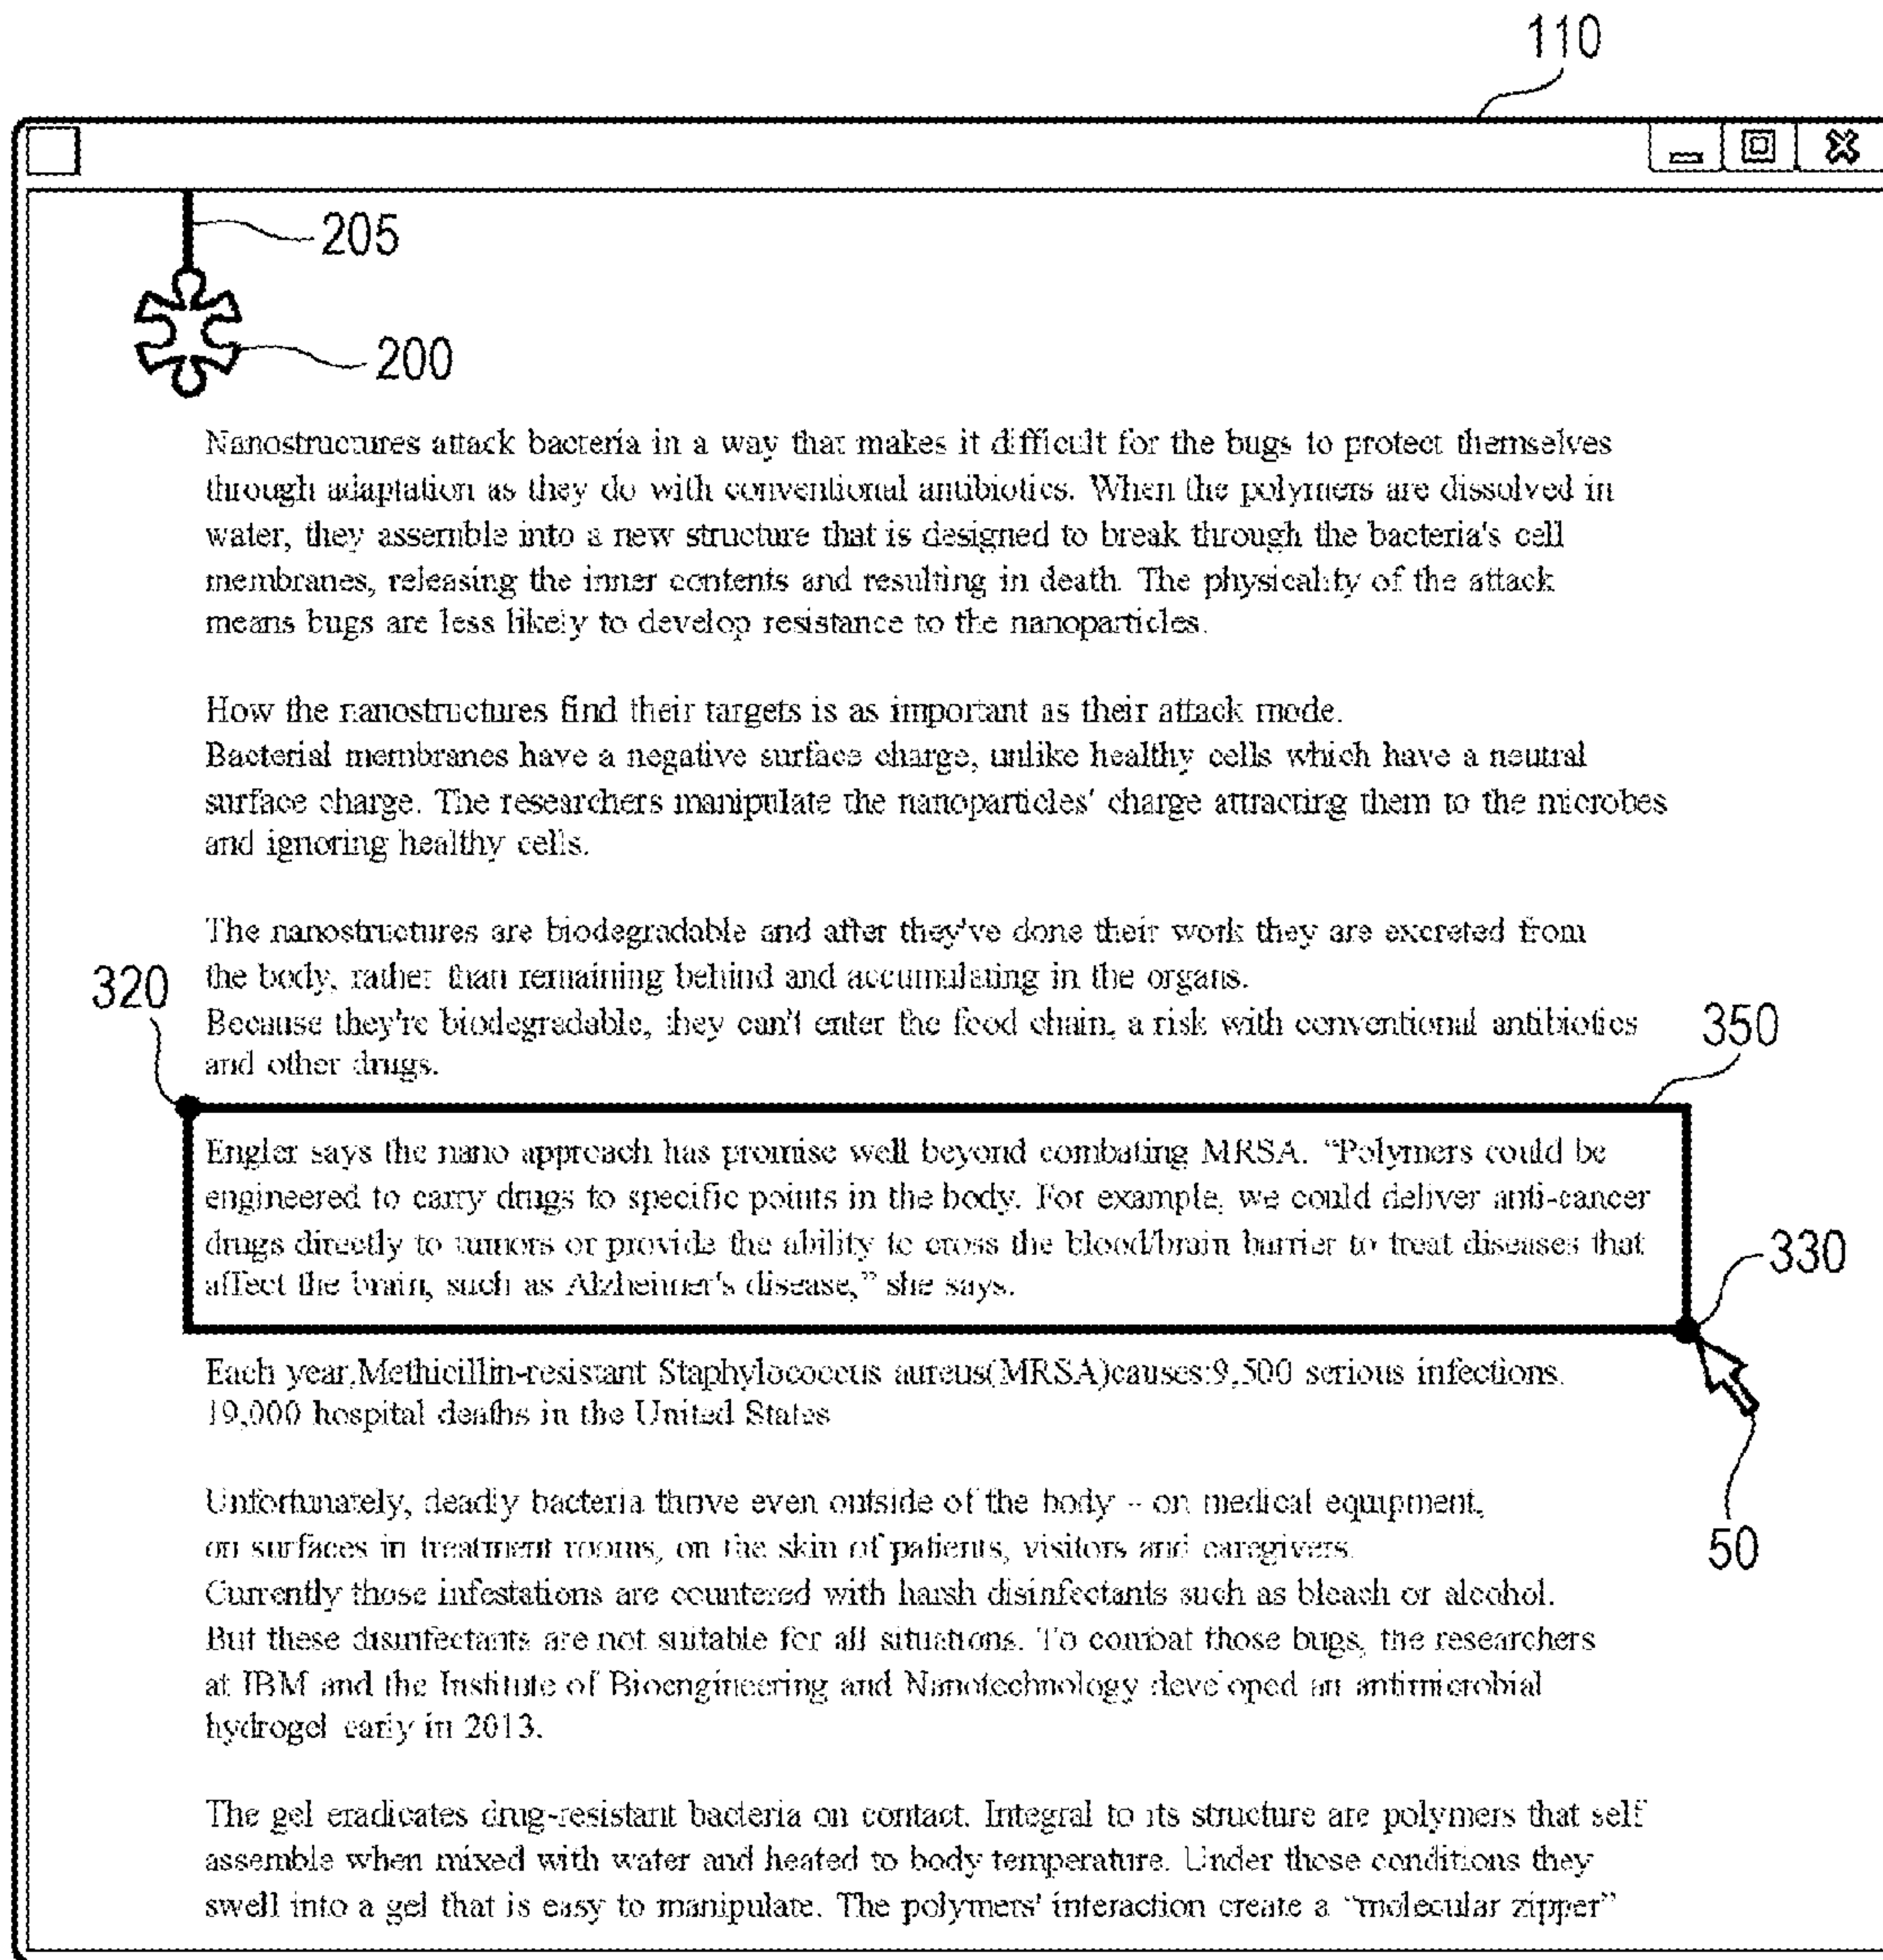 110
205
200
Nanostructures attack bacteria in a way that makes it difficult for the bugs to protect themselves
through adaptation as they do with conventional antibiotics. When the polymers are dissolved in
water, they assemble into a new structure that is designed to break through the bacteria's cell
membranes, releasing the inner contents and resulting in death. The physicality of the attack
means bugs are less likely to develop resistance to the nanoparticles.
How the nanostructures find their targets is as important as their attack mode.
Bacterial membranes have a negative surface charge, unlike healthy cells which have a neutral
surface charge. The researchers manipulate the nanoparticles' charge attracting them to the microbes
and ignoring healthy cells.
The nanostructures are biodegradable and after they've done their work they are excreted from
320 the body, rather than remaining behind and accumulating in the organs.
Because they're biodegradable, they can't enter the food chain, a risk with conventional antibiotics 350
and other drugs.
Engler says the nano approach has promise well beyond combating MRSA. “Polymers could be
engineered to carry drugs to specific points in the body. For example, we could deliver anti-cancer
drugs directly to tumors or provide the ability to cross the blood/brain barrier to treat diseases that 330
affect the brain, such as Alzheimer's disease,” she says.
Each year,Methicillin-resistant Staphylococcus aureus(MRSA)causes:9,500 serious infections.
19,000 hospital deaths in the United States
Unfortunately, deadly bacteria thrive even outside of the body – on medical equipment,
on surfaces in treatment rooms, on the skin of patients, visitors and caregivers. 50
Currently those infestations are countered with harsh disinfectants such as bleach or alcohol.
But these disinfectants are not suitable for all situations. To combat those bugs, the researchers
at IBM and the Institute of Bioengineering and Nanotechnology developed an antimicrobial
hydrogel early in 2013.
The gel eradicates drug-resistant bacteria on contact. Integral to its structure are polymers that self
assemble when mixed with water and heated to body temperature. Under those conditions they
swell into a gel that is easy to manipulate. The polymers' interaction create a “molecular zipper”